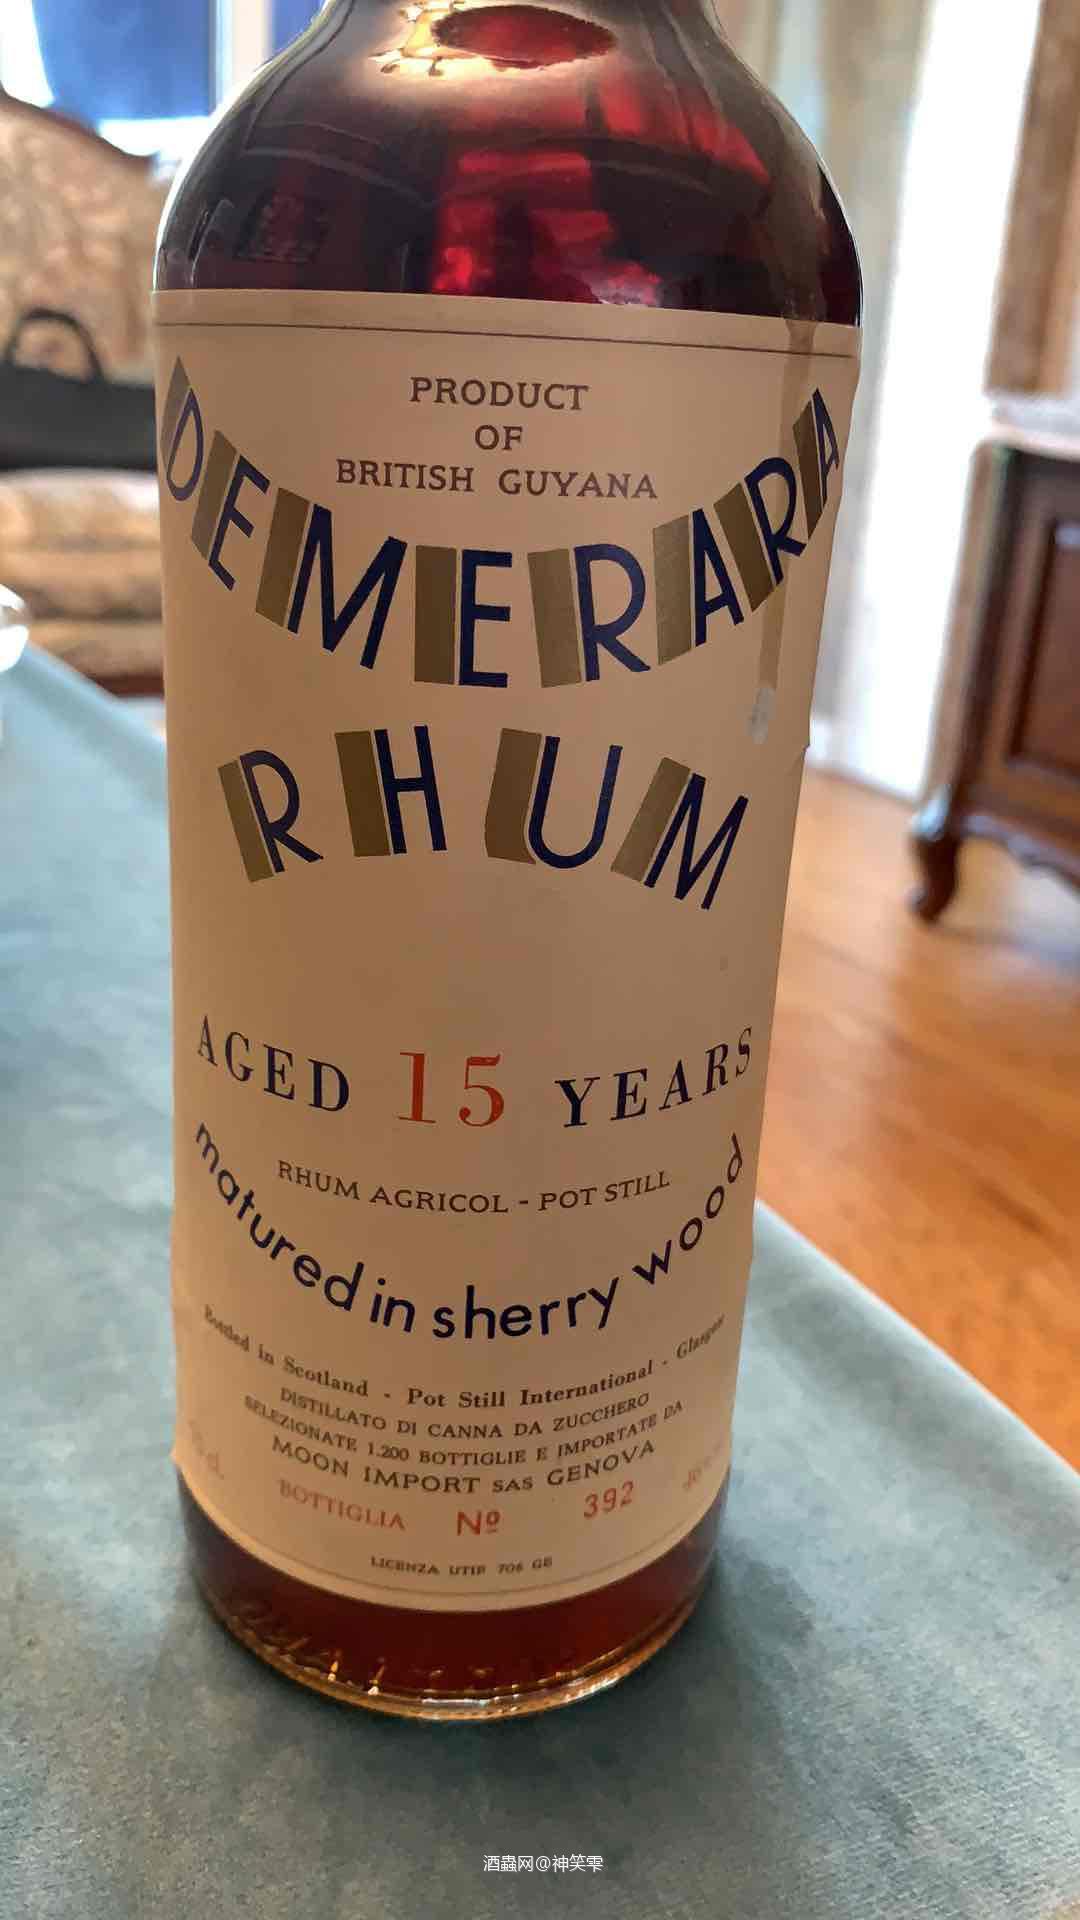 PRODUCT
OF
BRITISH GUYANA
DEMERARA
RHUM
AGED 15 YEARS
RHUM AGRICOL - POT STILL
matured in sherry wood
Bottled in Scotland - Pot Still International - Glasgow
DISTILLATO DI CANNA DA ZUCCHERO
SELEZIONATE 1.200 BOTTIGLIE E IMPORTATE DA
MOON IMPORT SAS GENOVA
BOTTIGLIA Nº 392
LICENZA UTIF 706 GE
酒蟲网@神笑雫